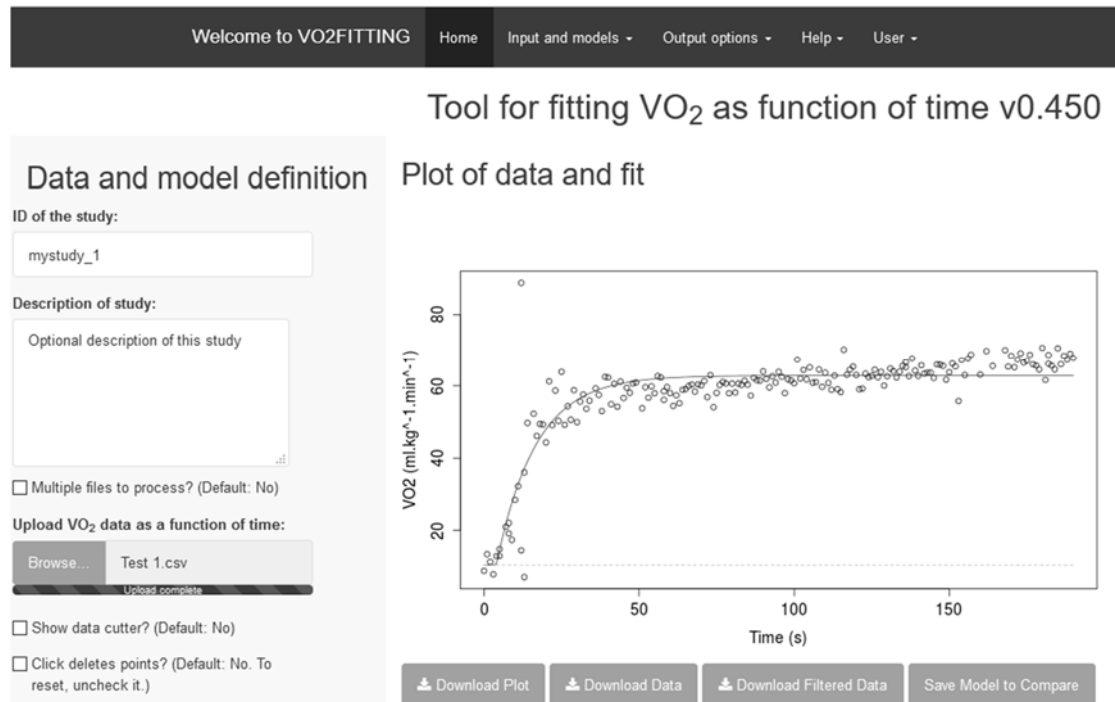 Welcome to VO2FITTING Home Input and models Output options Help User
Tool for fitting VO2 as function of time v0.450
Data and model definition
ID of the study:
mystudy_1
Description of study:
Optional description of this study
Multiple files to process? (Default: No)
Upload VO2 data as a function of time:
Browse... Test 1.csv
Upload complete
Show data cutter? (Default: No)
Click deletes points? (Default: No. To
reset, uncheck it.)
Plot of data and fit
VO2 (ml.kg^-1.min^-1)
80
60
40
20
0 50 100 150
Time (s)
Download Plot Download Data Download Filtered Data Save Model to Compare